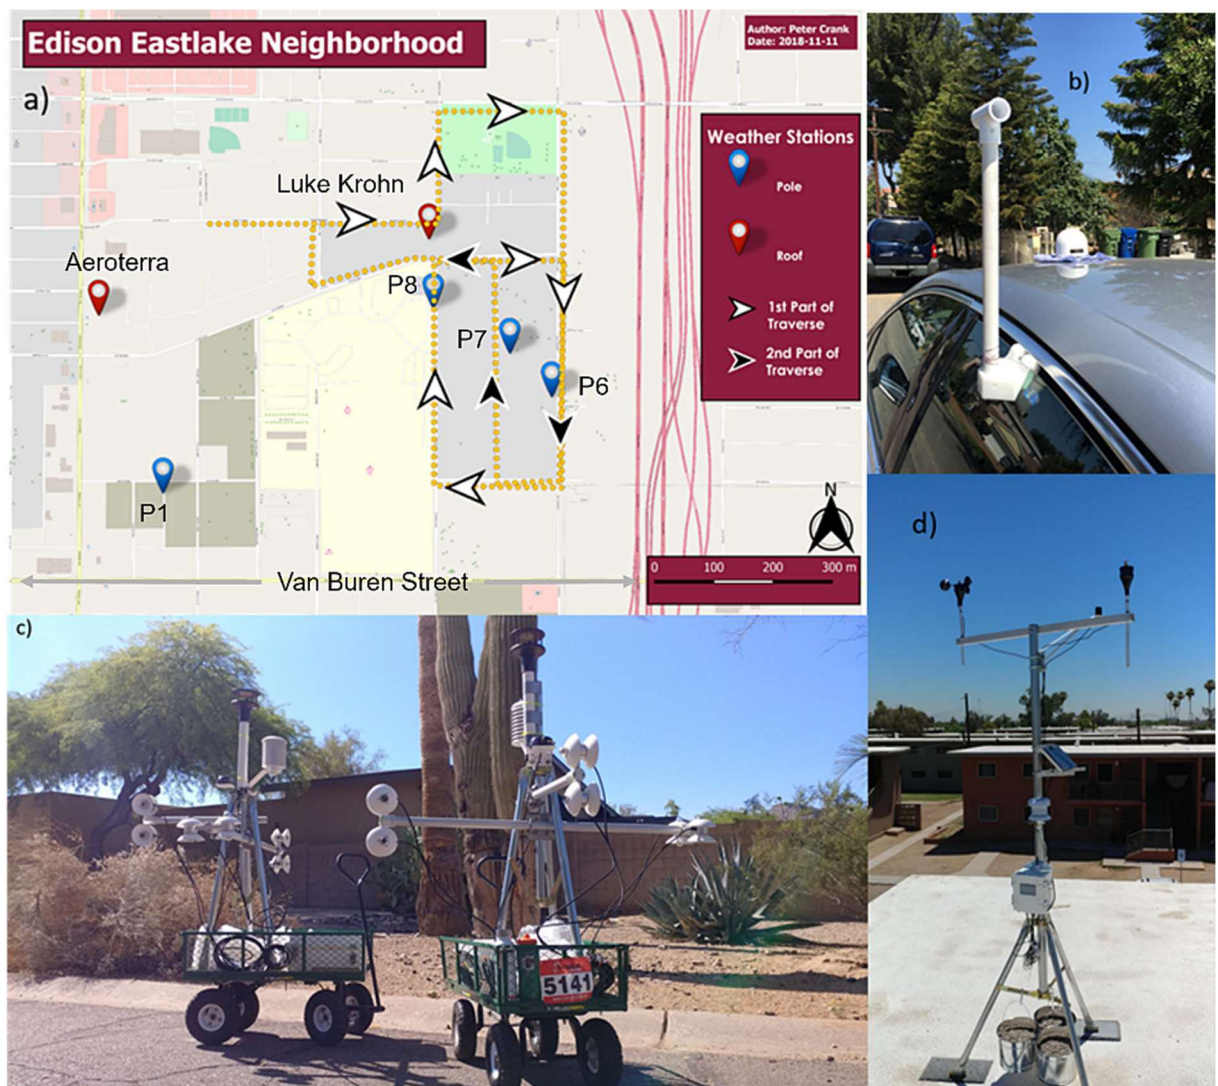 Edison Eastlake Neighborhood
Author: Peter Crank
Date: 2018-11-11
a)
b)
Weather Stations
Pole
Roof
1st Part of
Traverse
2nd Part of
Traverse
Luke Krohn
Aeroterra
P8
P7
P6
P1
N
0 100 200 300 m
Van Buren Street
c)
5141
d)